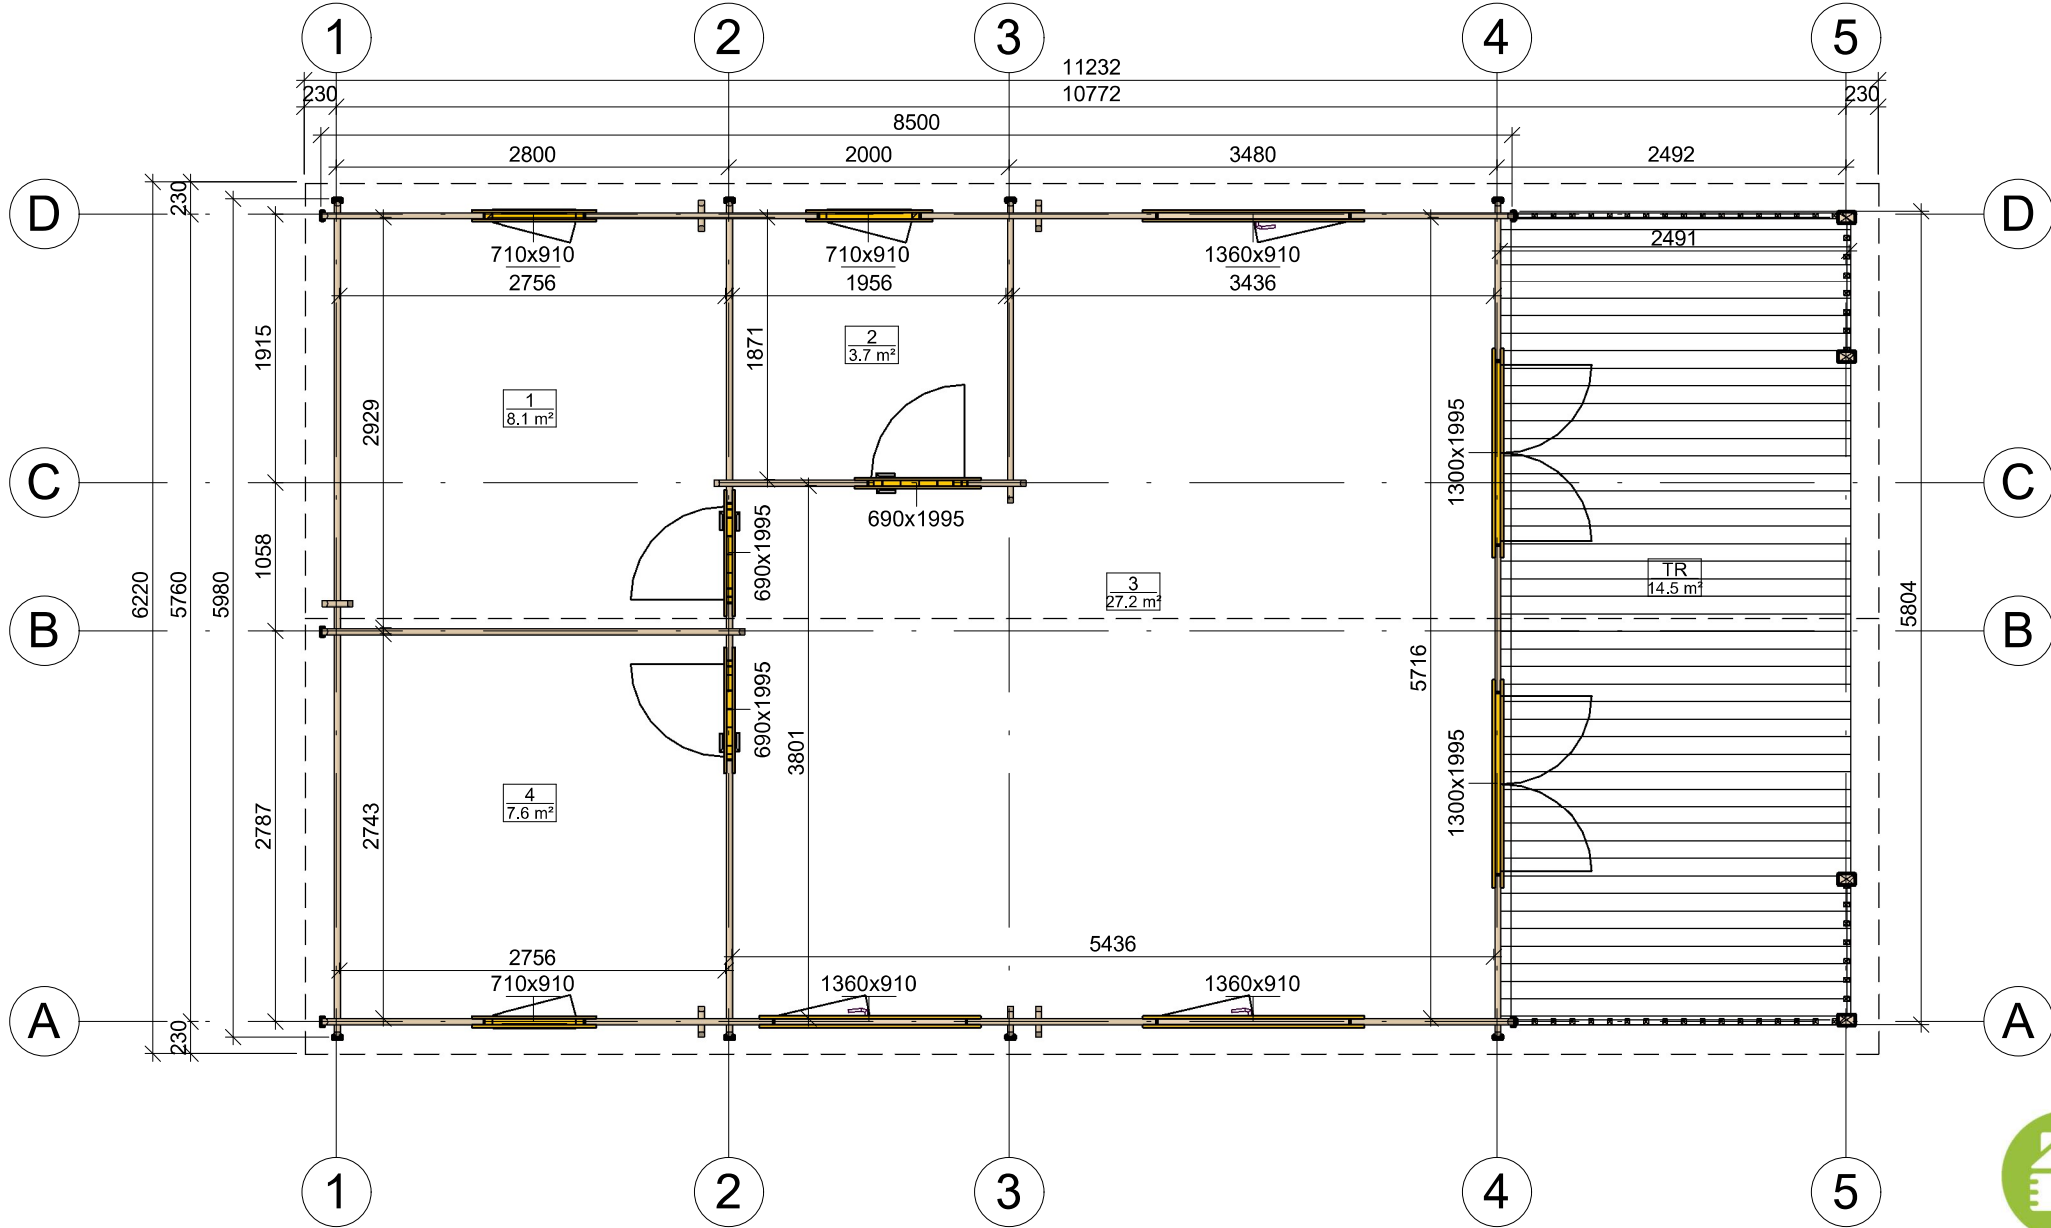 1 2 3 4 5
11232
230 10772 230
8500
2800 2000 3480 2492
D D
230
710x910 710x910 1360x910 2491
2756 1956 3436
1915
1871
2
3.7 m²
1
8.1 m²
2929
1300x1995
C C
690x1995
690x1995
1058
3
27.2 m²
TR
14.5 m²
6220 5760 5980
5804
B B
5716
690x1995
3801
1300x1995
4
7.6 m²
2787
2743
5436
2756
710x910 1360x910 1360x910
A A
230
1 2 3 4 5